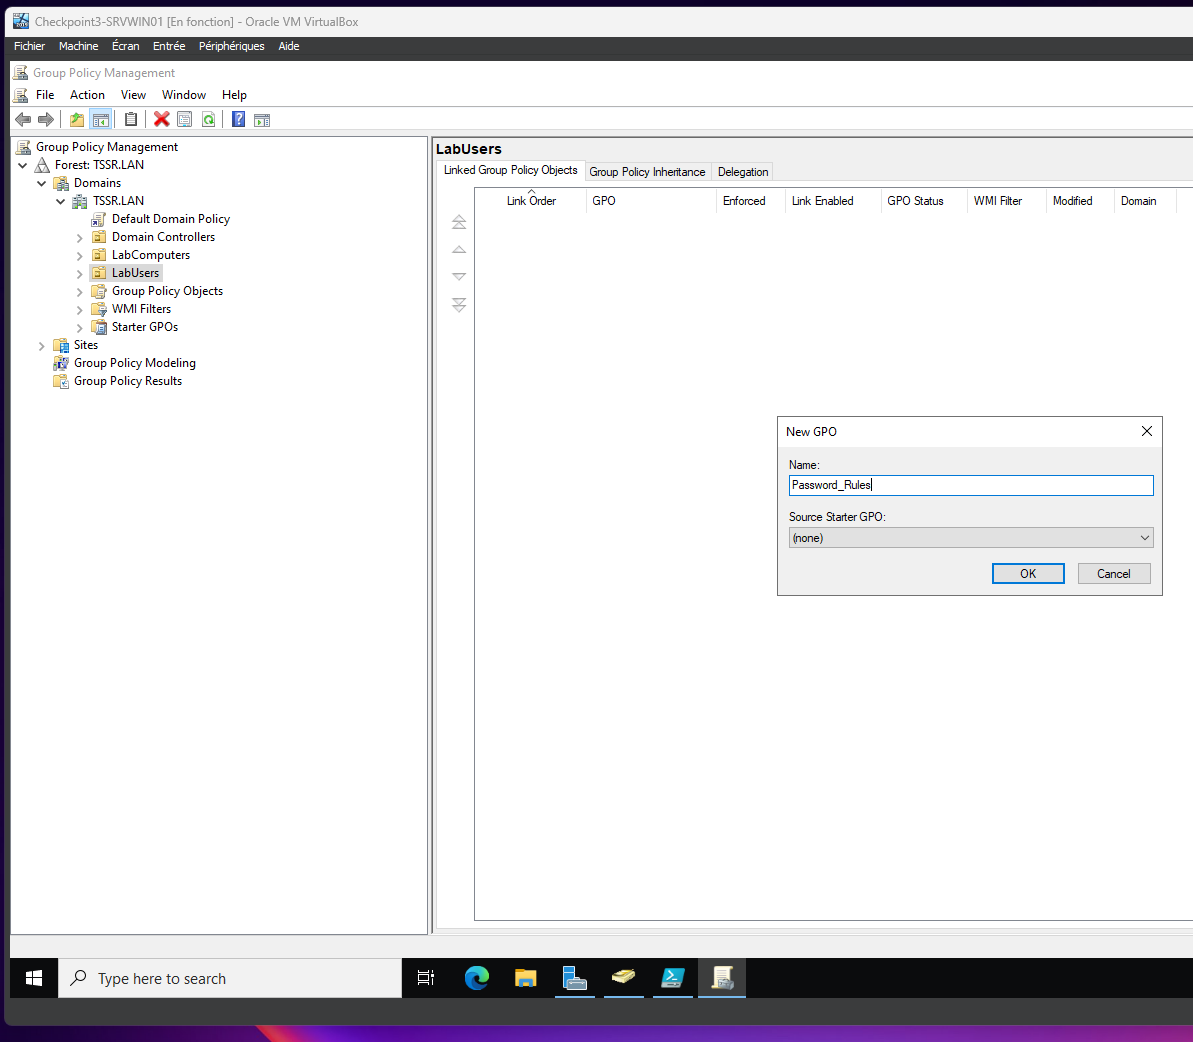 Checkpoint3-SRVWIN01 [En fonction] - Oracle VM VirtualBox
Fichier Machine Écran Entrée Périphériques Aide
Group Policy Management
File Action View Window Help
Group Policy Management
Forest: TSSR.LAN
Domains
TSSR.LAN
Default Domain Policy
Domain Controllers
LabComputers
LabUsers
Group Policy Objects
WMI Filters
Starter GPOs
Sites
Group Policy Modeling
Group Policy Results
LabUsers
Linked Group Policy Objects Group Policy Inheritance Delegation
Link Order GPO Enforced Link Enabled GPO Status WMI Filter Modified Domain
New GPO
Name:
Password_Rules
Source Starter GPO:
(none)
OK Cancel
Type here to search